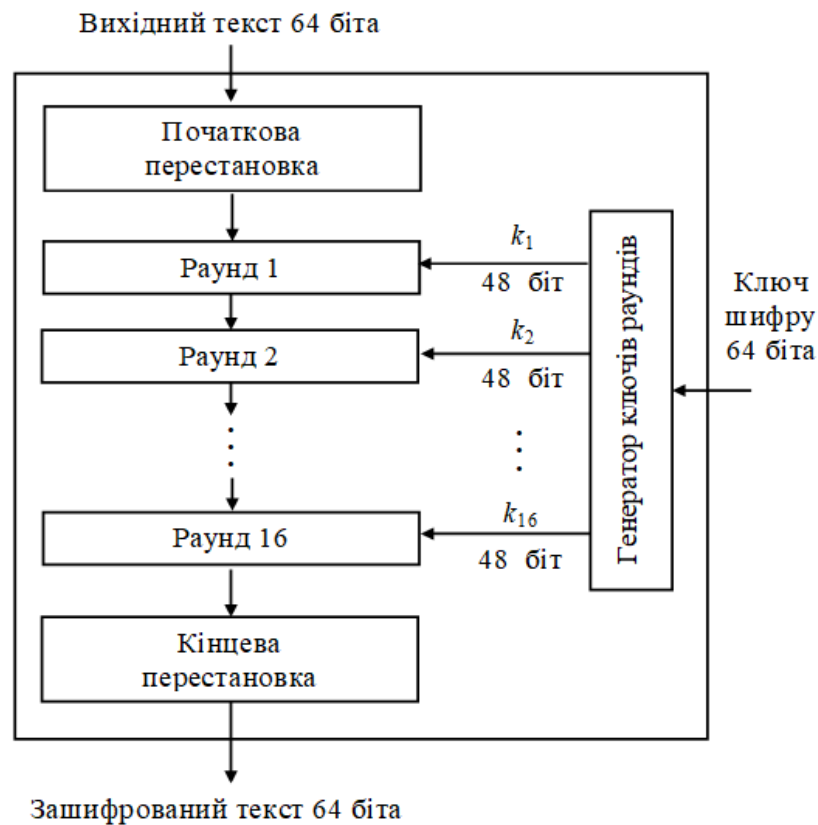 Вихідний текст 64 біта
Початкова
перестановка
Раунд 1
k1
48 біт
Раунд 2
k2
48 біт
Раунд 16
k16
48 біт
Кінцева
перестановка
Генератор ключів раундів
Ключ
шифру
64 біта
Зашифрований текст 64 біта